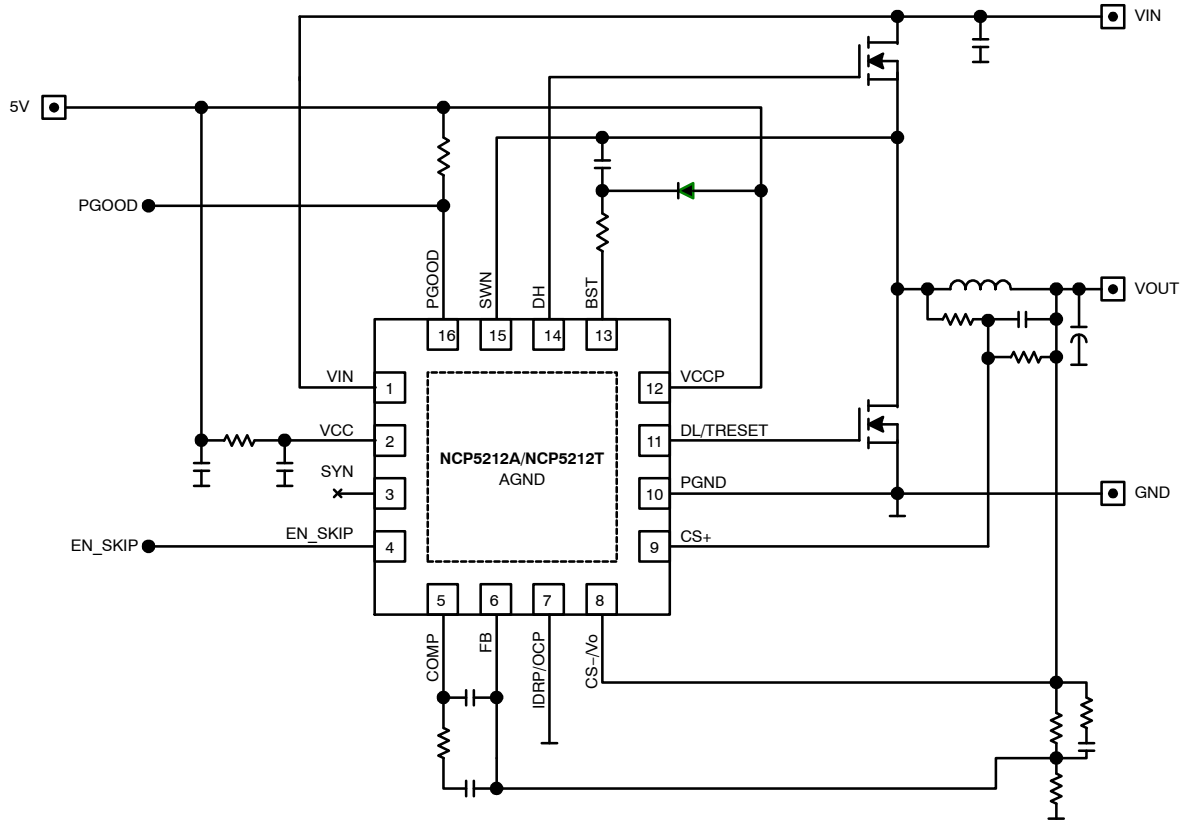 VIN
5V
PGOOD
PGOOD
SWN
DH
BST
16
15
14
13
VOUT
VIN
1
12
VCCP
VCC
2
11
DL/TRESET
NCP5212A/NCP5212T
AGND
SYN
3
10
PGND
GND
EN_SKIP
EN_SKIP
4
9
CS+
5
6
7
8
COMP
FB
IDRP/OCP
CS−/Vo